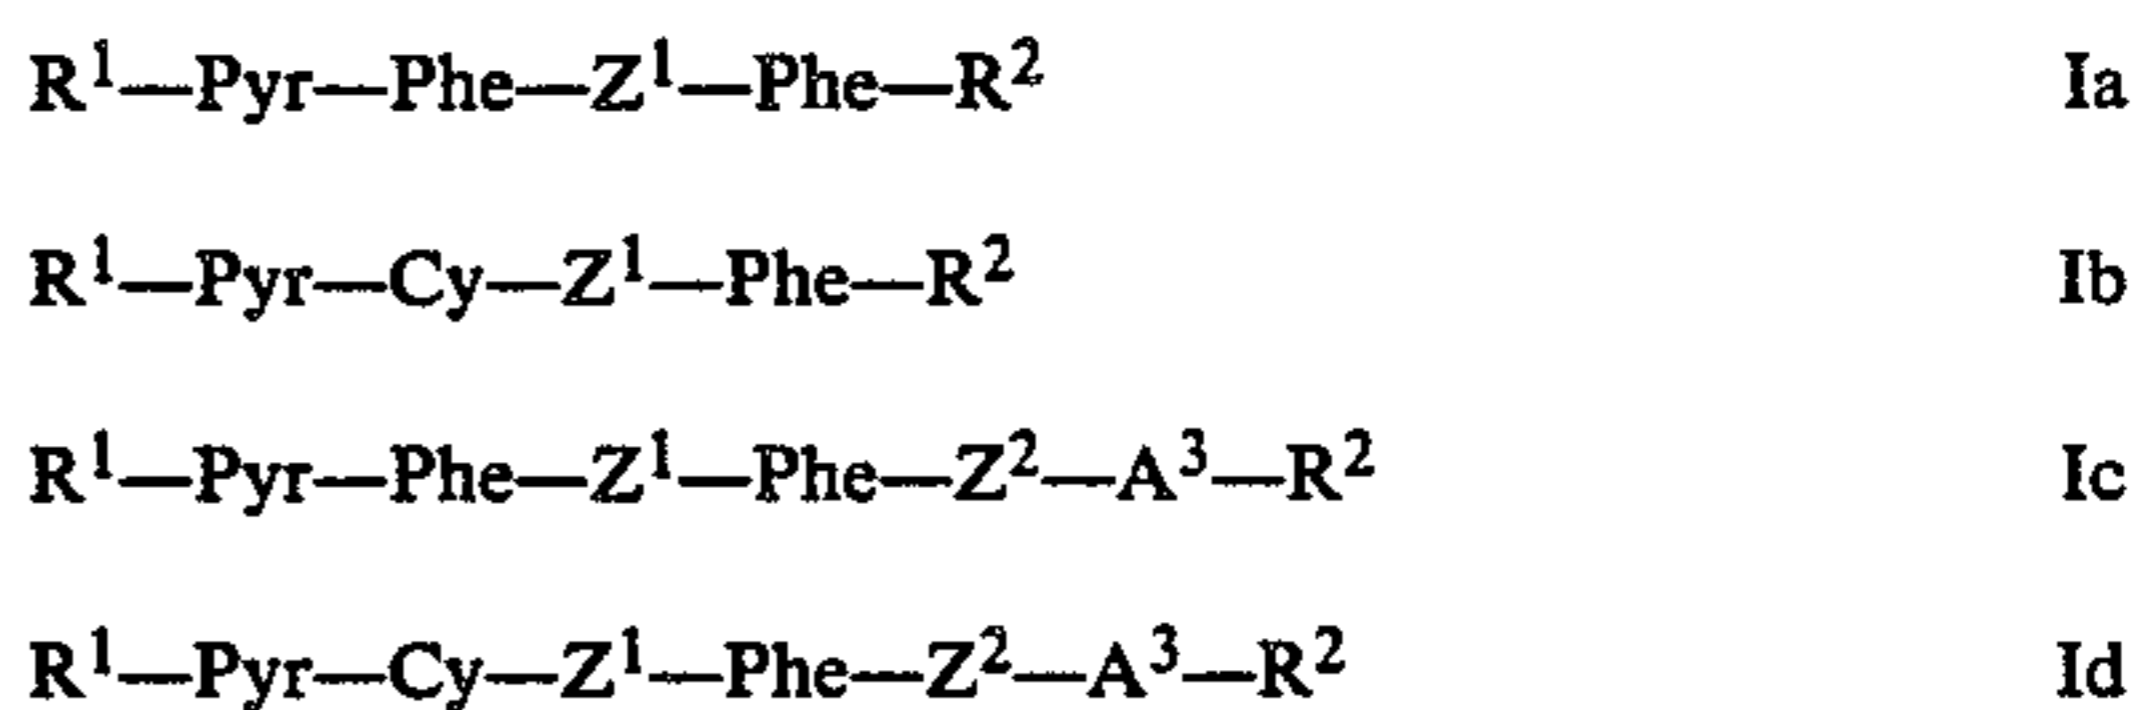 R¹—Pyr—Phe—Z¹—Phe—R² Ia
R¹—Pyr—Cy—Z¹—Phe—R² Ib
R¹—Pyr—Phe—Z¹—Phe—Z²—A³—R² Ic
R¹—Pyr—Cy—Z¹—Phe—Z²—A³—R² Id